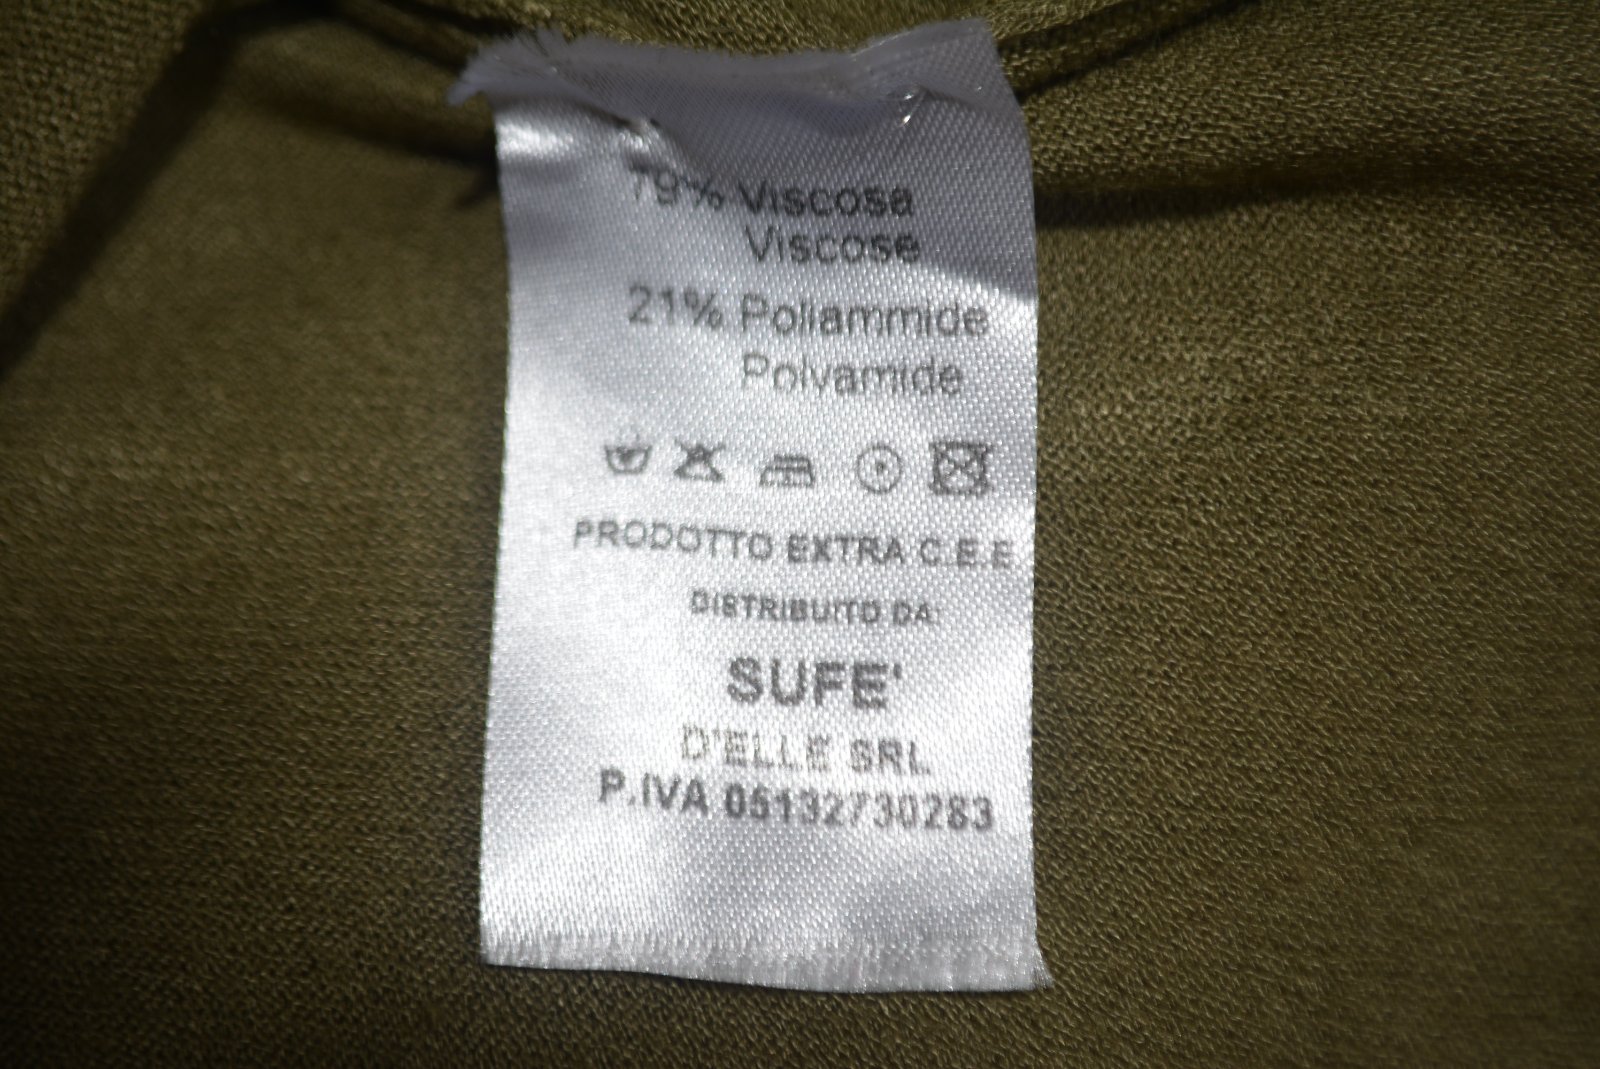 79% Viscosa
Viscose
21% Poliammide
Polyamide
PRODOTTO EXTRA C.E.E
DISTRIBUITO DA:
SUFE'
D'ELLE SRL
P.IVA 05132730283